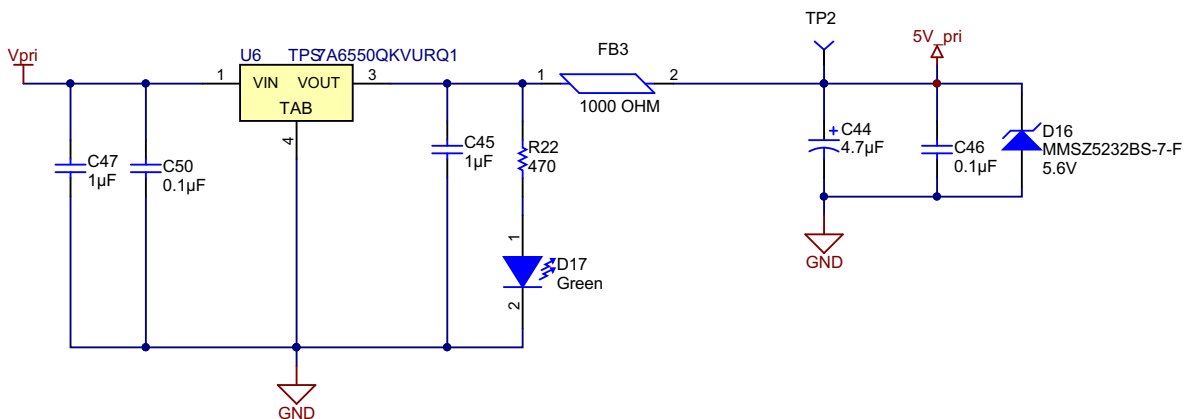 TP2
5V_pri
FB3
Vpri
U6
TPS7A6550QKVURQ1
1
VIN
VOUT
3
1
2
TAB
1000 OHM
4
C47
1µF
C50
0.1µF
C45
1µF
R22
470
+
C44
4.7µF
C46
0.1µF
D16
MMSZ5232BS-7-F
5.6V
1
D17
Green
2
GND
GND